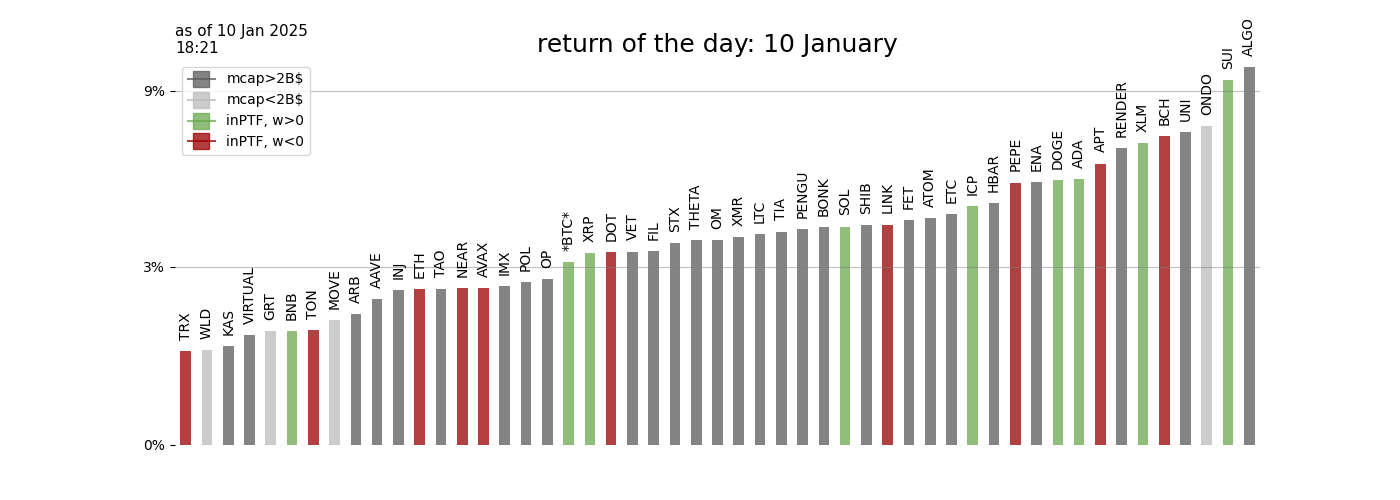 as of 10 Jan 2025
18:21
return of the day: 10 January
mcap>2B$
mcap<2B$
inPTF, w>0
inPTF, w<0
9%
3%
0%
TRX
WLD
KAS
VIRTUAL
GRT
BNB
TON
MOVE
ARB
AAVE
INJ
ETH
TAO
NEAR
AVAX
IMX
POL
OP
*BTC*
XRP
DOT
VET
FIL
STX
THETA
OM
XMR
LTC
TIA
PENGU
BONK
SOL
SHIB
LINK
FET
ATOM
ETC
ICP
HBAR
PEPE
ENA
DOGE
ADA
APT
RENDER
XLM
BCH
UNI
ONDO
SUI
ALGO